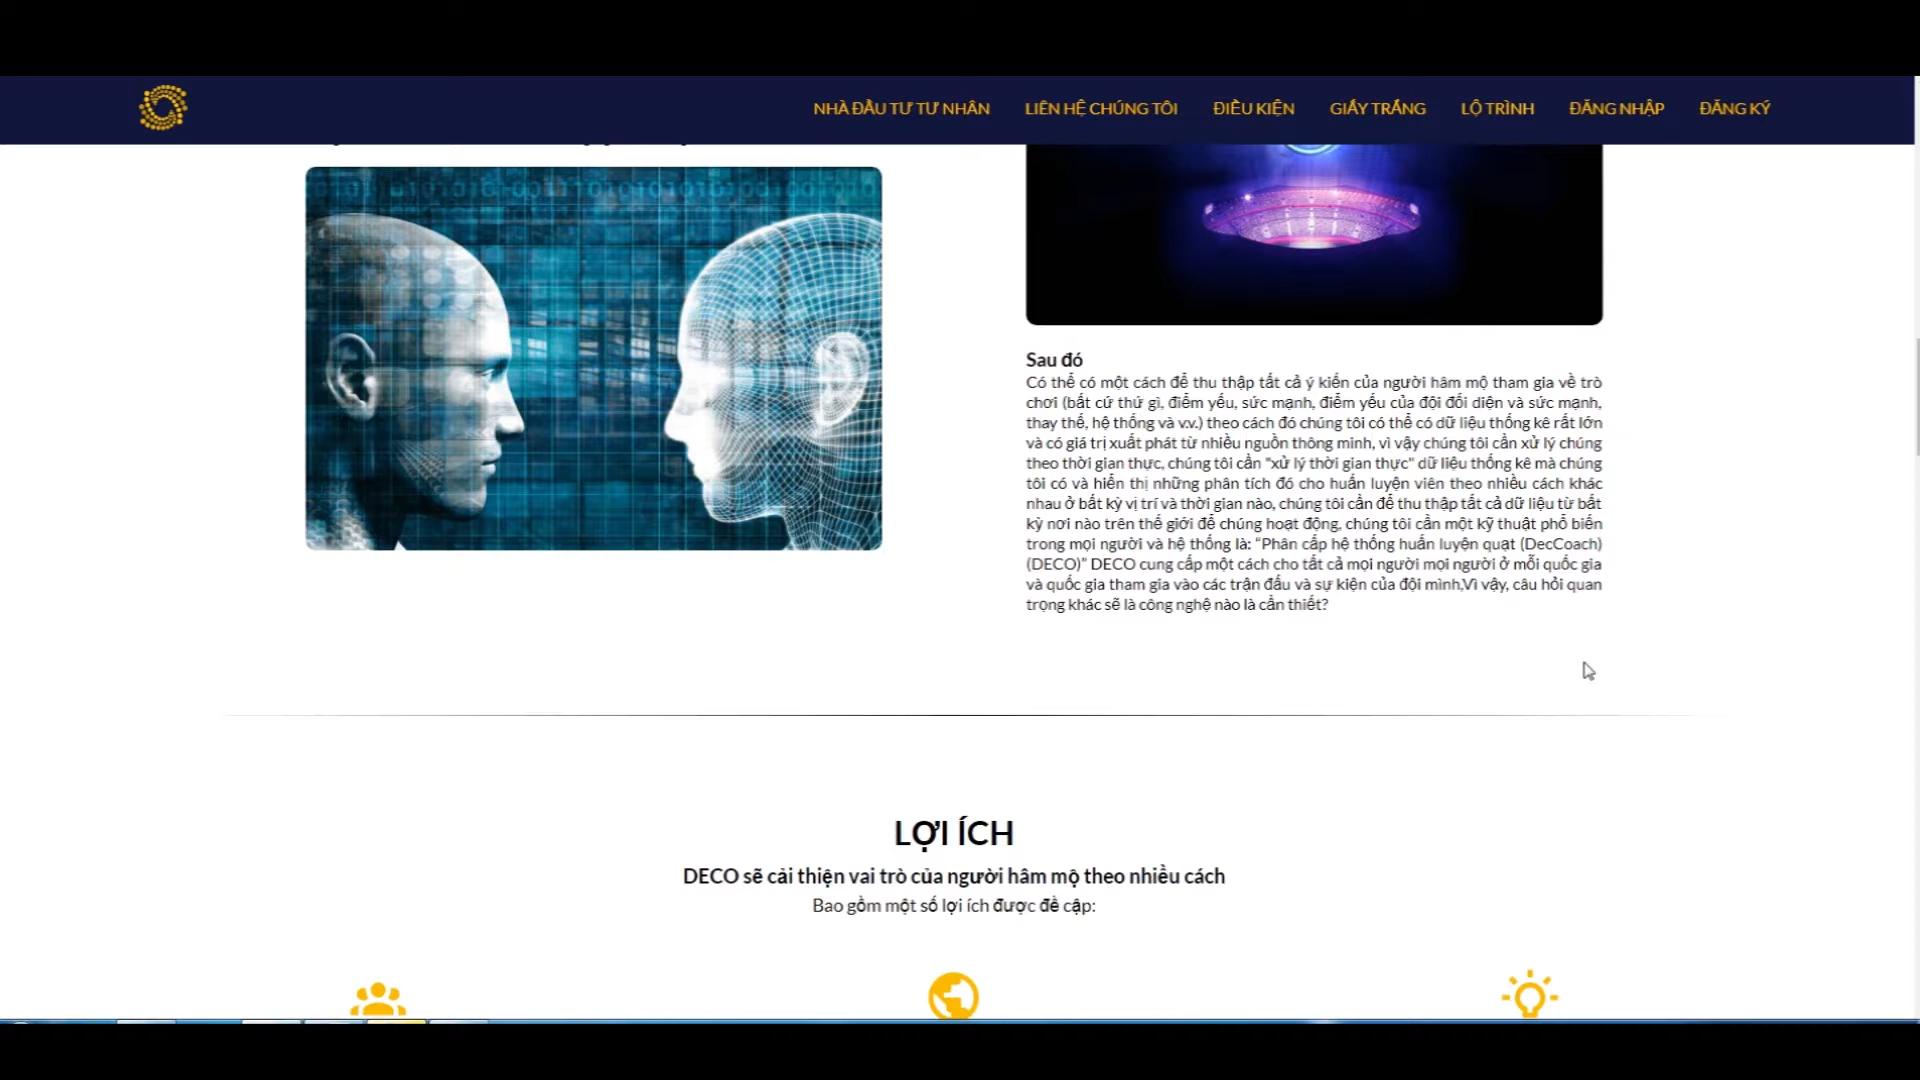 NHÀ ĐẦU TƯ TƯ NHÂN LIÊN HỆ CHÚNG TÔI ĐIỀU KIỆN GIẤY TRẮNG LỘ TRÌNH ĐĂNG NHẬP ĐĂNG KÝ
Sau đó
Có thể có một cách để thu thập tất cả ý kiến của người hâm mộ tham gia về trò
chơi (bất cứ thứ gì, điểm yếu, sức mạnh, điểm yếu của đội đối diện và sức mạnh,
thay thế, hệ thống và v.v.) theo cách đó chúng tôi có thể có dữ liệu thống kê rất lớn
và có giá trị xuất phát từ nhiều nguồn thông minh, vì vậy chúng tôi cần xử lý chúng
theo thời gian thực, chúng tôi cần "xử lý thời gian thực" dữ liệu thống kê mà chúng
tôi có và hiển thị những phân tích đó cho huấn luyện viên theo nhiều cách khác
nhau ở bất kỳ vị trí và thời gian nào, chúng tôi cần để thu thập tất cả dữ liệu từ bất
kỳ nơi nào trên thế giới để chúng hoạt động, chúng tôi cần một kỹ thuật phổ biến
trong mọi người và hệ thống là: “Phân cấp hệ thống huấn luyện quạt (DecCoach)
(DECO)” DECO cung cấp một cách cho tất cả mọi người mọi người ở mỗi quốc gia
và quốc gia tham gia vào các trận đấu và sự kiện của đội mình,Vì vậy, câu hỏi quan
trọng khác sẽ là công nghệ nào là cần thiết?
LỢI ÍCH
DECO sẽ cải thiện vai trò của người hâm mộ theo nhiều cách
Bao gồm một số lợi ích được đề cập: